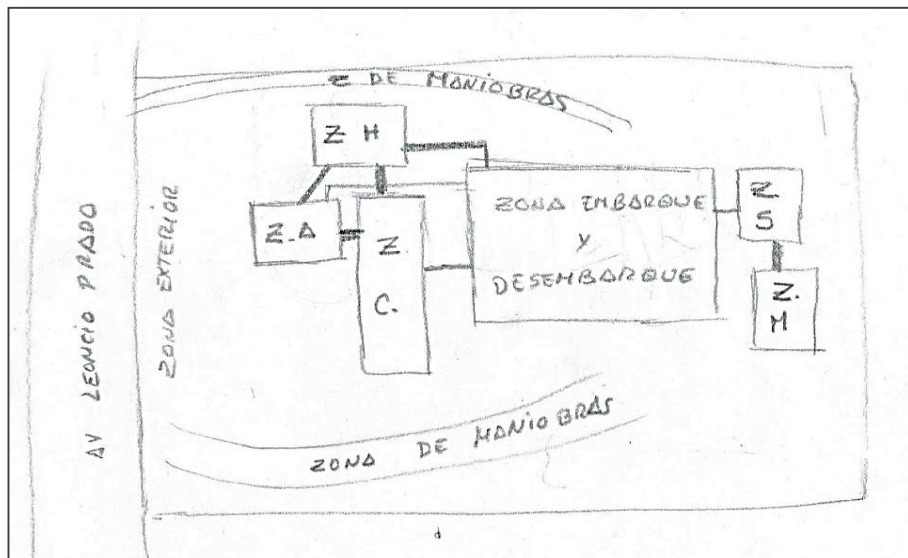 AV LEONCIO PRADO
ZONA EXTERIOR
DE MANIOBRAS
Z H
Z.A
Z
C.
ZONA EMBARQUE
Y
DESEMBARQUE
Z
S
Z.
M
ZONA DE MANIOBRAS